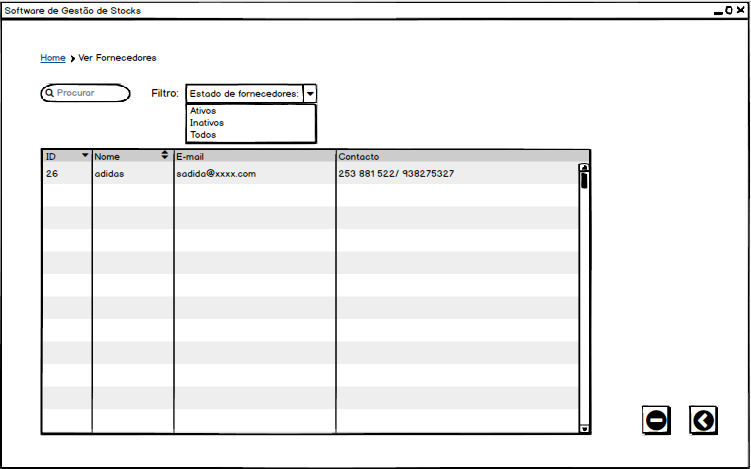 Software de Gestão de Stocks
Home > Ver Fornecedores
Procurar
Filtro:
Estado de fornecedores:
Ativos
Inativos
Todos
ID Nome E-mail Contacto
26 adidas sadida@xxxx.com 253 881 522/ 938275327